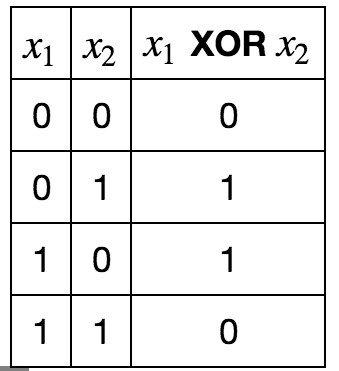 x₁ x₂ x₁ XOR x₂
0 0 0
0 1 1
1 0 1
1 1 0